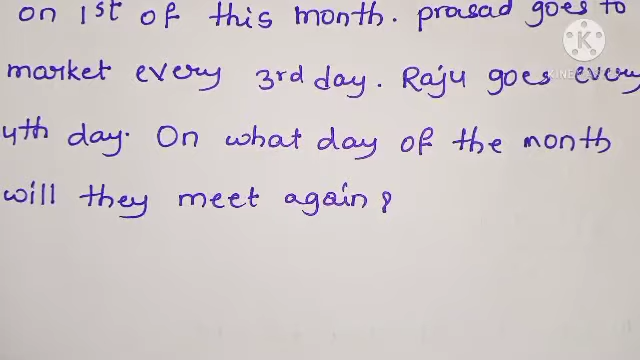 on 1st of this month. prasad goes to
market every 3rd day. Raju goes every
4th day. On what day of the month
will they meet again?
K